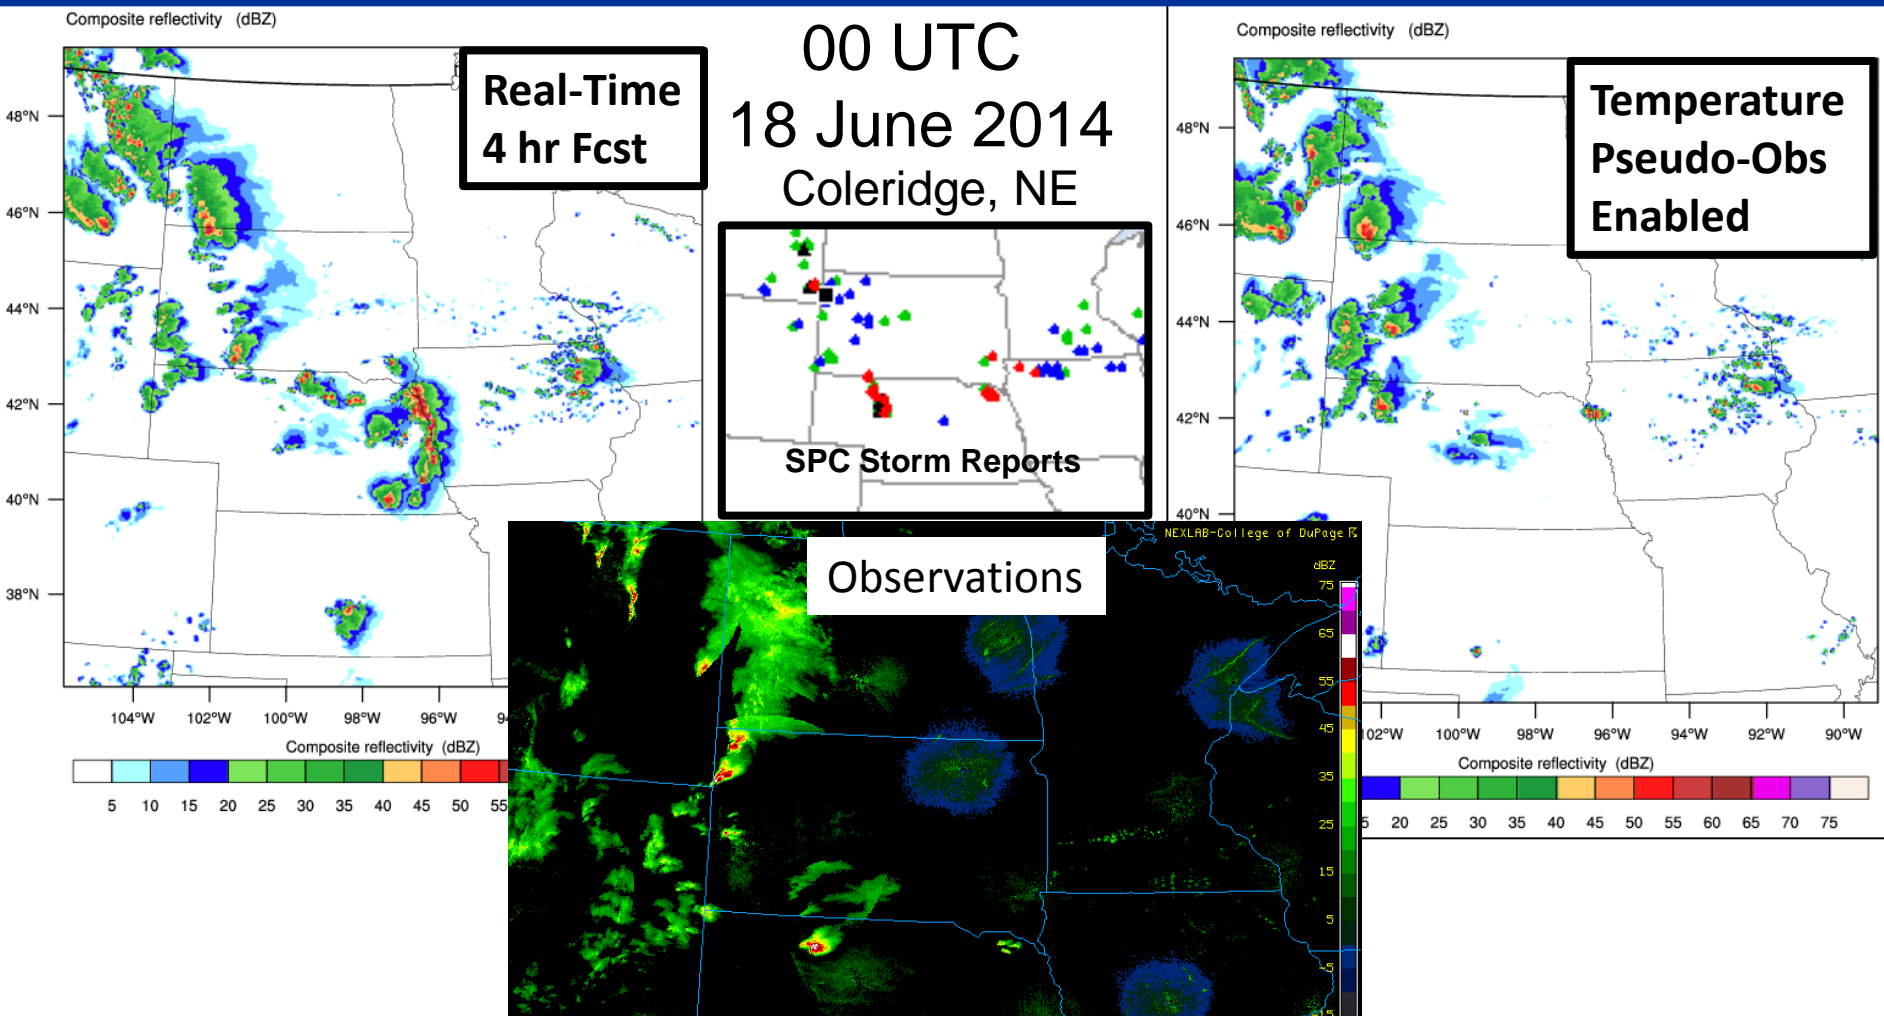 Composite reflectivity (dBZ)
48°N
46°N
44°N
42°N
40°N
38°N
104°W 102°W 100°W 98°W 96°W
Composite reflectivity (dBZ)
5 10 15 20 25 30 35 40 45 50 55
Real-Time
4 hr Fcst
00 UTC
18 June 2014
Coleridge, NE
SPC Storm Reports
Observations
NEXLAB-College of DuPage
dBZ
75
65
55
45
35
25
15
5
-5
-15
Composite reflectivity (dBZ)
Temperature
Pseudo-Obs
Enabled
48°N
46°N
44°N
42°N
40°N
02°W 100°W 98°W 96°W 94°W 92°W 90°W
Composite reflectivity (dBZ)
5 20 25 30 35 40 45 50 55 60 65 70 75